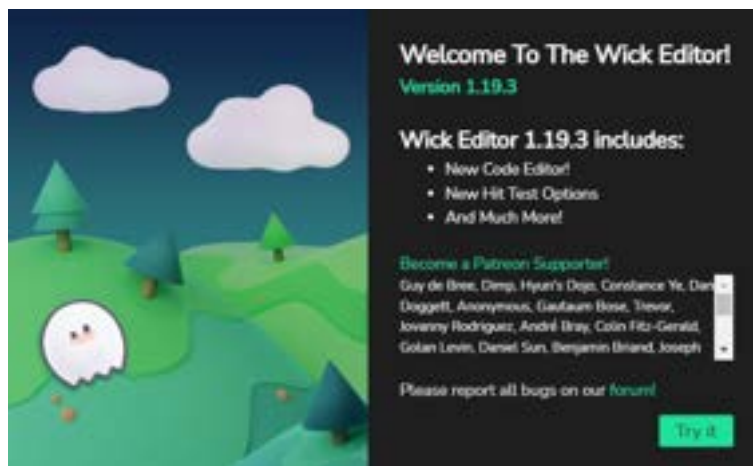 Welcome To The Wick Editor!
Version 1.19.3
Wick Editor 1.19.3 includes:
• New Code Editor!
• New Hit Test Options
• And Much More!
Become a Patreon Supporter!
Guy de Bree, Dimp, Hyun's Dojo, Constance Ye, Dan
Doggett, Anonymous, Gautaum Bose, Trevor,
Jovanny Rodriguez, André Bray, Colin Fitz-Gerald,
Golan Levin, Daniel Sun, Benjamin Briand, Joseph
Please report all bugs on our forum!
Try it